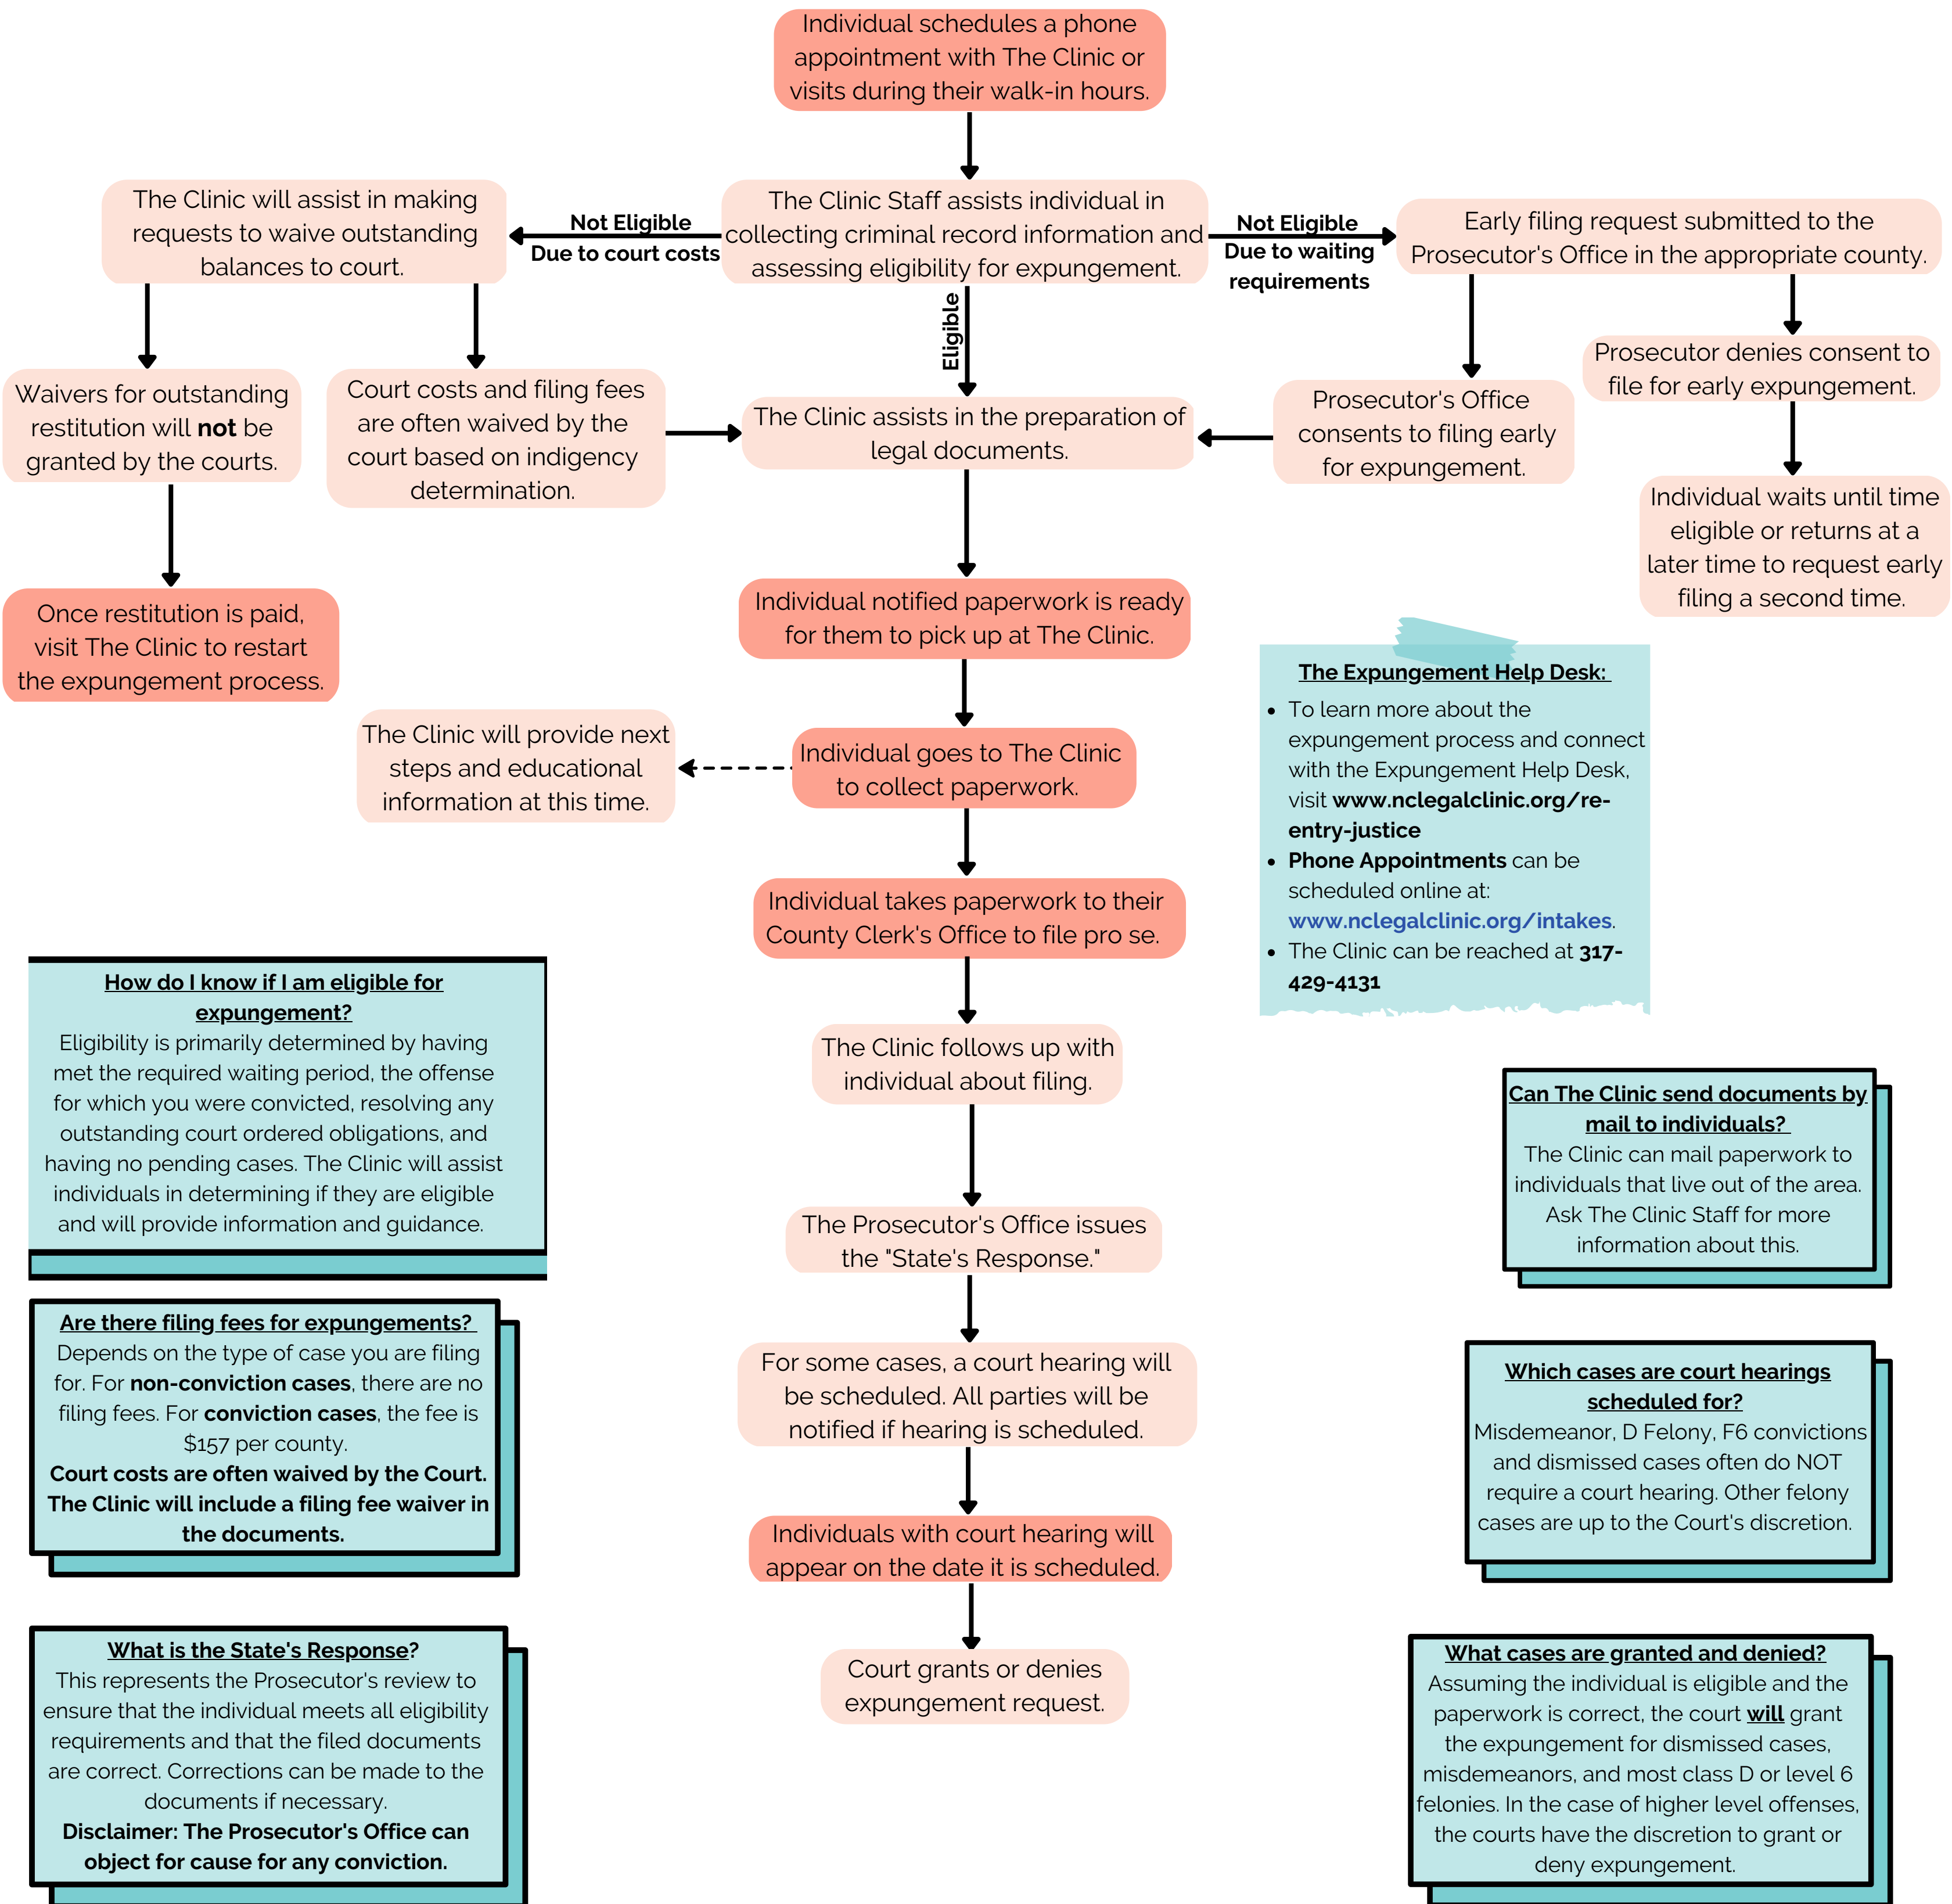 Individual schedules a phone
appointment with The Clinic or
visits during their walk-in hours.
The Clinic will assist in making
requests to waive outstanding
balances to court.
Not Eligible
Due to court costs
The Clinic Staff assists individual in
collecting criminal record information and
assessing eligibility for expungement.
Not Eligible
Due to waiting
requirements
Early filing request submitted to the
Prosecutor's Office in the appropriate county.
Eligible
Waivers for outstanding
restitution will not be
granted by the courts.
Court costs and filing fees
are often waived by the
court based on indigency
determination.
The Clinic assists in the preparation of
legal documents.
Prosecutor's Office
consents to filing early
for expungement.
Prosecutor denies consent to
file for early expungement.
Individual waits until time
eligible or returns at a
later time to request early
filing a second time.
Once restitution is paid,
visit The Clinic to restart
the expungement process.
Individual notified paperwork is ready
for them to pick up at The Clinic.
The Clinic will provide next
steps and educational
information at this time.
Individual goes to The Clinic
to collect paperwork.
The Expungement Help Desk:
• To learn more about the
expungement process and connect
with the Expungement Help Desk,
visit www.nclegalclinic.org/re-
entry-justice
• Phone Appointments can be
scheduled online at:
www.nclegalclinic.org/intakes.
• The Clinic can be reached at 317-
429-4131
Individual takes paperwork to their
County Clerk's Office to file pro se.
The Clinic follows up with
individual about filing.
The Prosecutor's Office issues
the "State's Response."
For some cases, a court hearing will
be scheduled. All parties will be
notified if hearing is scheduled.
Individuals with court hearing will
appear on the date it is scheduled.
Court grants or denies
expungement request.
How do I know if I am eligible for
expungement?
Eligibility is primarily determined by having
met the required waiting period, the offense
for which you were convicted, resolving any
outstanding court ordered obligations, and
having no pending cases. The Clinic will assist
individuals in determining if they are eligible
and will provide information and guidance.
Are there filing fees for expungements?
Depends on the type of case you are filing
for. For non-conviction cases, there are no
filing fees. For conviction cases, the fee is
$157 per county.
Court costs are often waived by the Court.
The Clinic will include a filing fee waiver in
the documents.
What is the State's Response?
This represents the Prosecutor's review to
ensure that the individual meets all eligibility
requirements and that the filed documents
are correct. Corrections can be made to the
documents if necessary.
Disclaimer: The Prosecutor's Office can
object for cause for any conviction.
Can The Clinic send documents by
mail to individuals?
The Clinic can mail paperwork to
individuals that live out of the area.
Ask The Clinic Staff for more
information about this.
Which cases are court hearings
scheduled for?
Misdemeanor, D Felony, F6 convictions
and dismissed cases often do NOT
require a court hearing. Other felony
cases are up to the Court's discretion.
What cases are granted and denied?
Assuming the individual is eligible and the
paperwork is correct, the court will grant
the expungement for dismissed cases,
misdemeanors, and most class D or level 6
felonies. In the case of higher level offenses,
the courts have the discretion to grant or
deny expungement.